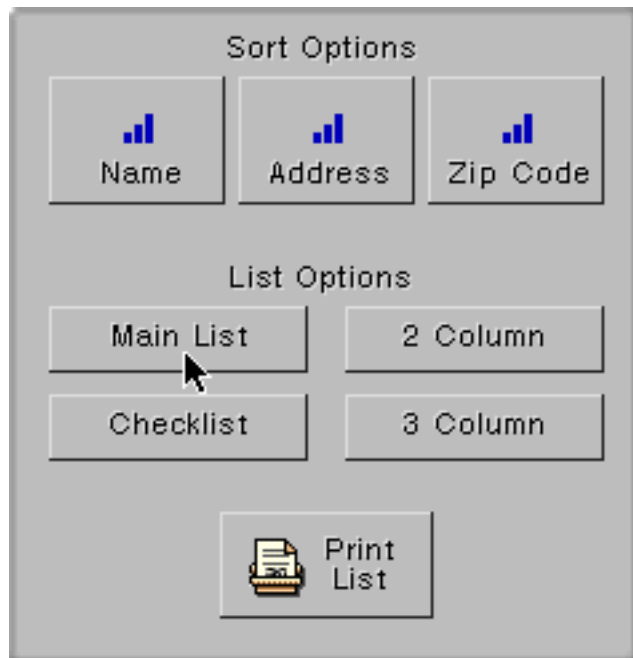 Sort Options
Name
Address
Zip Code
List Options
Main List
2 Column
Checklist
3 Column
Print
List